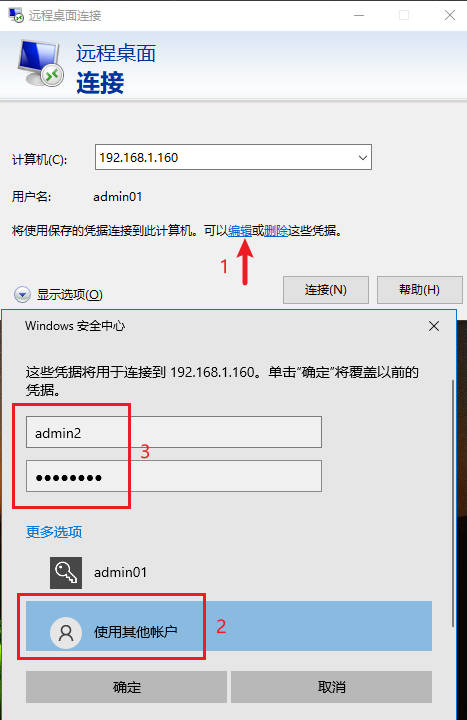 远程桌面连接
远程桌面
连接
计算机(C):
192.168.1.160
用户名:
admin01
将使用保存的凭据连接到此计算机。可以编辑或删除这些凭据。
1
显示选项(O)
连接(N)
帮助(H)
Windows 安全中心
这些凭据将用于连接到 192.168.1.160。单击“确定”将覆盖以前的
凭据。
admin2
●●●●●●●●
3
更多选项
admin01
使用其他帐户
2
确定
取消